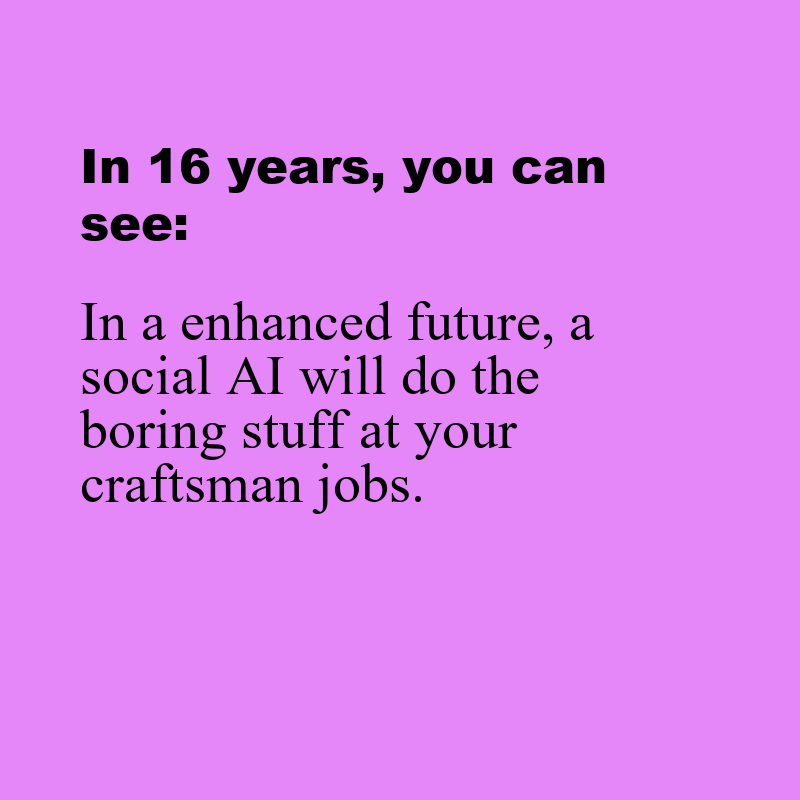 In 16 years, you can
see:
In a enhanced future, a
social AI will do the
boring stuff at your
craftsman jobs.